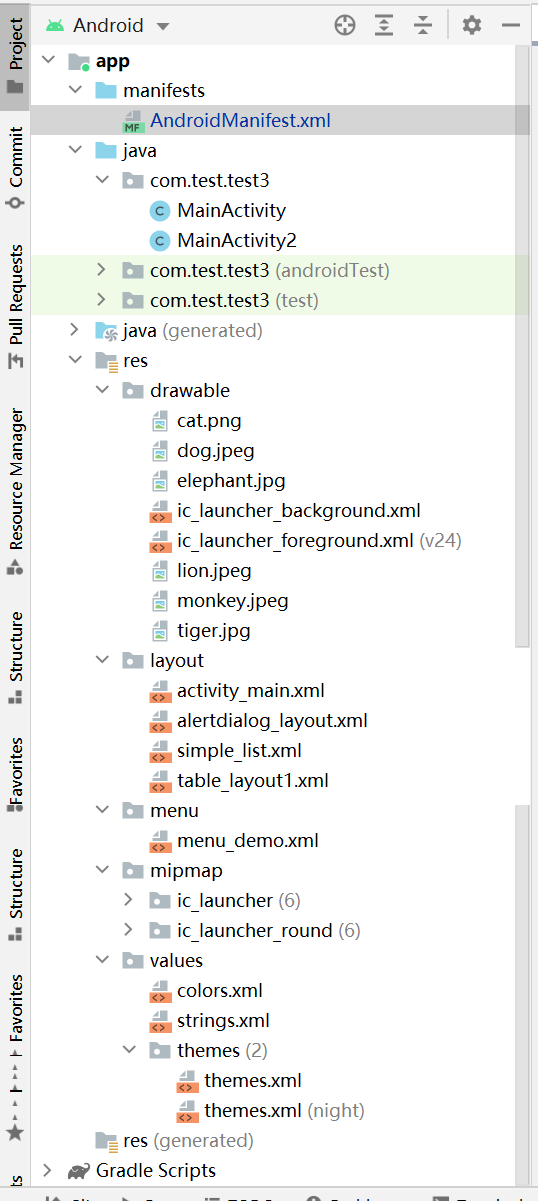 Android
app
manifests
AndroidManifest.xml
MF
java
com.test.test3
C MainActivity
C MainActivity2
com.test.test3 (androidTest)
com.test.test3 (test)
java (generated)
res
drawable
cat.png
dog.jpeg
elephant.jpg
ic_launcher_background.xml
ic_launcher_foreground.xml (v24)
lion.jpeg
monkey.jpeg
tiger.jpg
layout
activity_main.xml
alertdialog_layout.xml
simple_list.xml
table_layout1.xml
menu
menu_demo.xml
mipmap
ic_launcher (6)
ic_launcher_round (6)
values
colors.xml
strings.xml
themes (2)
themes.xml
themes.xml (night)
res (generated)
Gradle Scripts
Project
Commit
Pull Requests
Resource Manager
Structure
Favorites
Structure
Favorites